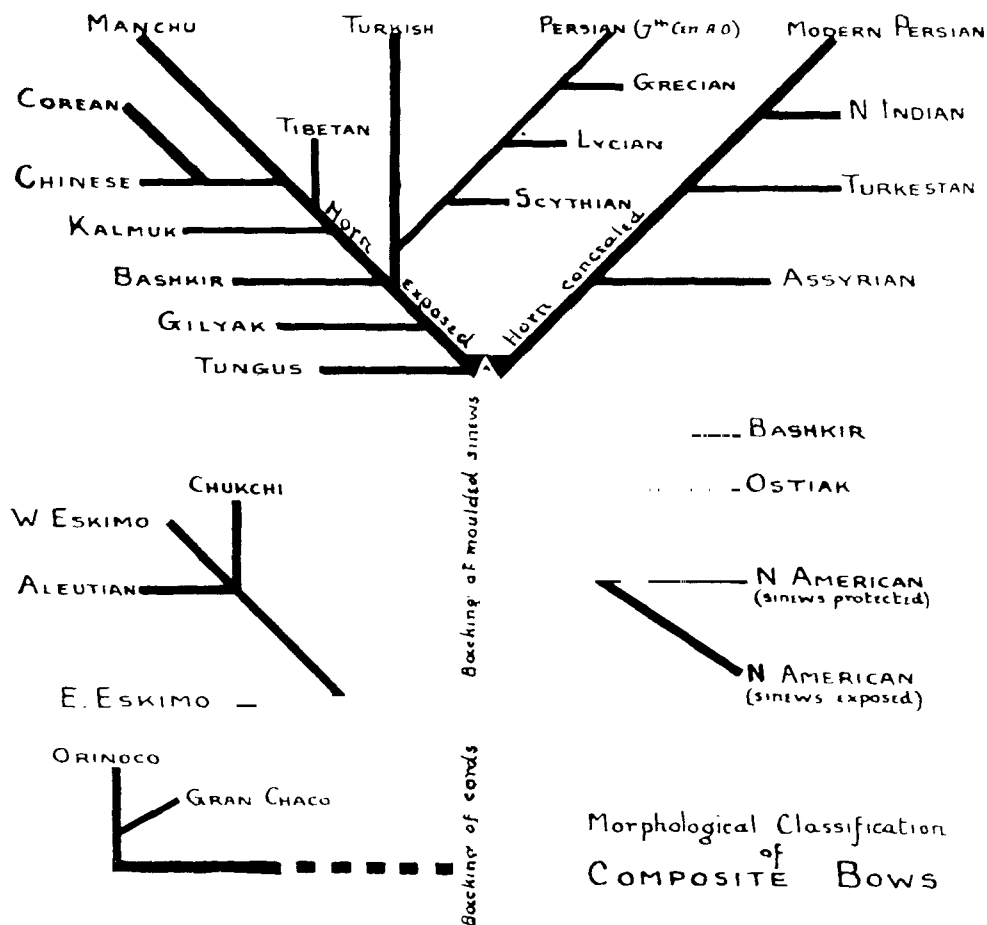 MANCHU
TURKISH
PERSIAN (7th Cen A D)
MODERN PERSIAN
COREAN
GRECIAN
N INDIAN
TIBETAN
LYCIAN
CHINESE
TURKESTAN
SCYTHIAN
KALMUK
Horn exposed
Horn concealed
BASHKIR
ASSYRIAN
GILYAK
TUNGUS
Backing of moulded sinews
BASHKIR
OSTIAK
CHUKCHI
W ESKIMO
ALEUTIAN
N AMERICAN
(sinews protected)
N AMERICAN
(sinews exposed)
E. ESKIMO
ORINOCO
GRAN CHACO
Backing of cords
Morphological Classification
of
COMPOSITE BOWS